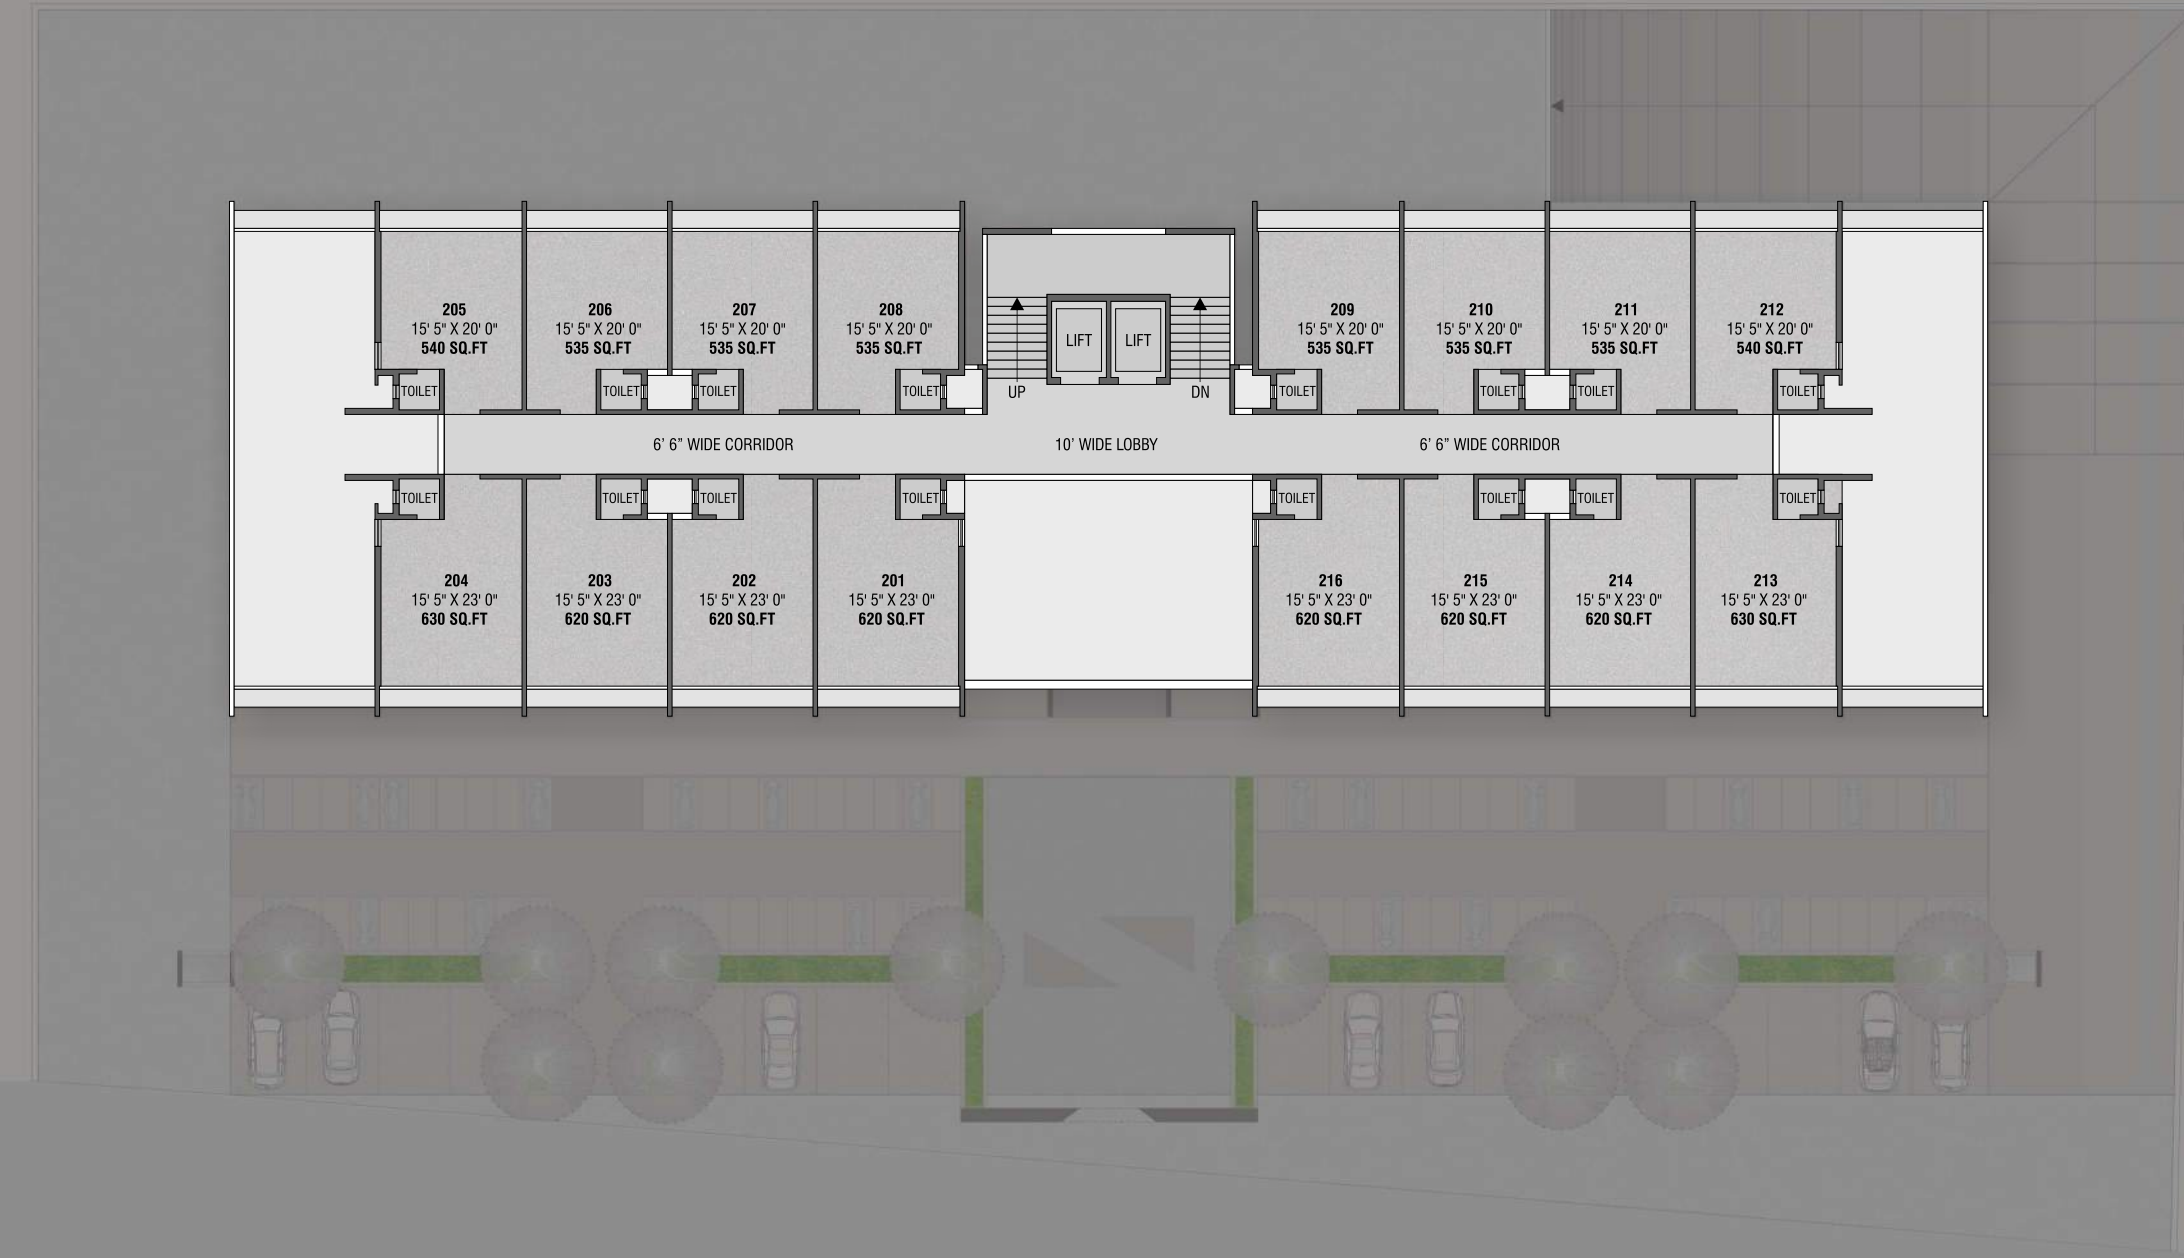 205
15' 5" X 20' 0"
540 SQ.FT
206
15' 5" X 20' 0"
535 SQ.FT
207
15' 5" X 20' 0"
535 SQ.FT
208
15' 5" X 20' 0"
535 SQ.FT
LIFT
LIFT
209
15' 5" X 20' 0"
535 SQ.FT
210
15' 5" X 20' 0"
535 SQ.FT
211
15' 5" X 20' 0"
535 SQ.FT
212
15' 5" X 20' 0"
540 SQ.FT
TOILET
TOILET
TOILET
TOILET
UP
DN
TOILET
TOILET
TOILET
TOILET
6’ 6” WIDE CORRIDOR
10’ WIDE LOBBY
6’ 6” WIDE CORRIDOR
TOILET
TOILET
TOILET
TOILET
TOILET
TOILET
TOILET
TOILET
204
15' 5" X 23' 0"
630 SQ.FT
203
15' 5" X 23' 0"
620 SQ.FT
202
15' 5" X 23' 0"
620 SQ.FT
201
15' 5" X 23' 0"
620 SQ.FT
216
15' 5" X 23' 0"
620 SQ.FT
215
15' 5" X 23' 0"
620 SQ.FT
214
15' 5" X 23' 0"
620 SQ.FT
213
15' 5" X 23' 0"
630 SQ.FT